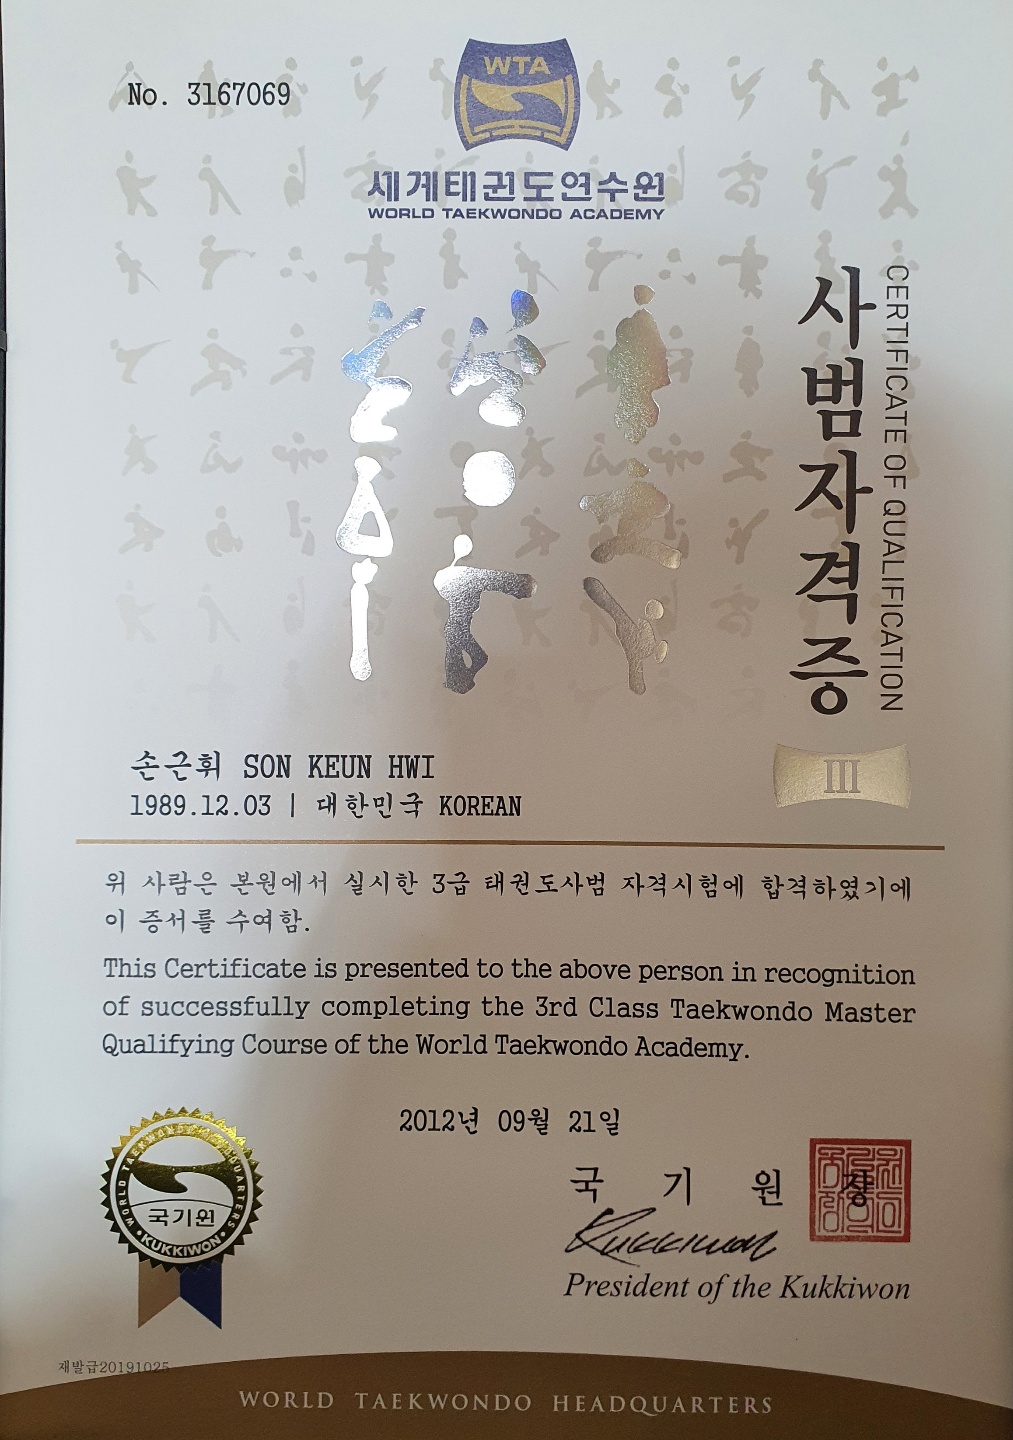 No. 3167069
WTA
세계태권도연수원
WORLD TAEKWONDO ACADEMY
사범자격증
CERTIFICATE OF QUALIFICATION
III
손근휘 SON KEUN HWI
1989.12.03 | 대한민국 KOREAN
위 사람은 본원에서 실시한 3급 태권도사범 자격시험에 합격하였기에
이 증서를 수여함.
This Certificate is presented to the above person in recognition
of successfully completing the 3rd Class Taekwondo Master
Qualifying Course of the World Taekwondo Academy.
2012년 09월 21일
국 기 원 장
Kukkiwon
President of the Kukkiwon
WORLD TAEKWONDO HEADQUARTERS
국기원
KUKKIWON
재발급20191025
WORLD TAEKWONDO HEADQUARTERS